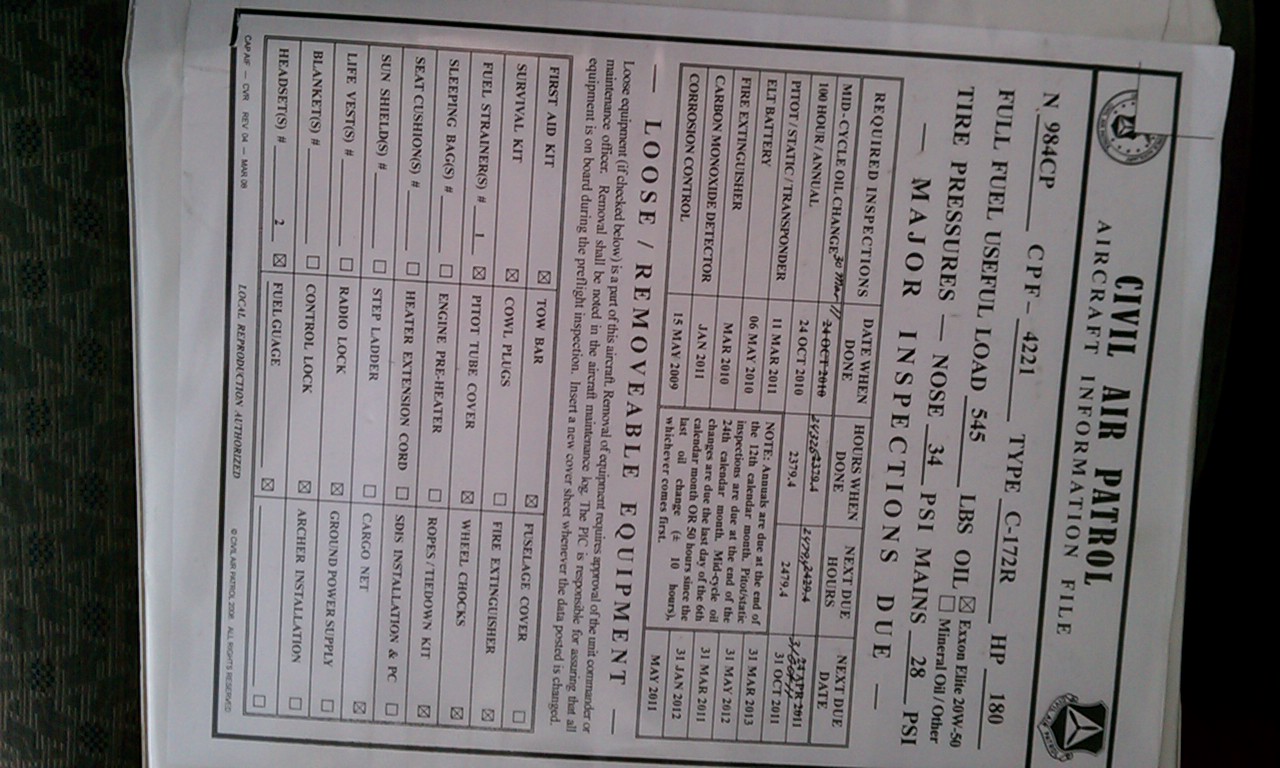 CIVIL AIR PATROL
AIRCRAFT INFORMATION FILE
N 984CP CPF- 4221 TYPE C-172R HP 180
FULL FUEL USEFUL LOAD 545 LBS OIL ☒ Exxon Elite 20W-50
☐ Mineral Oil / Other
TIRE PRESSURES — NOSE 34 PSI MAINS 28 PSI
— MAJOR INSPECTIONS DUE —
REQUIRED INSPECTIONS DATE WHEN DONE HOURS WHEN DONE NEXT DUE HOURS NEXT DUE DATE
MID-CYCLE OIL CHANGE 30 Mar 11 24 OCT 2010 2379.4 2429.4 24 APR 2011
100 HOUR / ANNUAL 24 OCT 2010 2379.4 2479.4 31 OCT 2011
PITOT / STATIC / TRANSPONDER 11 MAR 2011 31 MAR 2013
ELT BATTERY 06 MAY 2010 31 MAY 2012
FIRE EXTINGUISHER MAR 2010 31 MAR 2011
CARBON MONOXIDE DETECTOR JAN 2011 31 JAN 2012
CORROSION CONTROL 15 MAY 2009 MAY 2011
NOTE: Annuals are due at the end of
the 12th calendar month. Pitot/static
inspections are due at the end of the
24th calendar month. Mid-cycle oil
changes are due the last day of the 6th
calendar month OR 50 hours since the
last oil change (± 10 hours),
whichever comes first.
— LOOSE / REMOVEABLE EQUIPMENT —
Loose equipment (if checked below) is a part of this aircraft. Removal of equipment requires approval of the unit commander or
maintenance officer. Removal shall be noted in the aircraft maintenance log. The PIC is responsible for assuring that all
equipment is on board during the preflight inspection. Insert a new cover sheet whenever the data posted is changed.
FIRST AID KIT ☒ TOW BAR ☒ FUSELAGE COVER ☐
SURVIVAL KIT ☒ COWL PLUGS ☐ FIRE EXTINGUISHER ☒
FUEL STRAINER(S) # 1 ☒ PITOT TUBE COVER ☒ WHEEL CHOCKS ☒
SLEEPING BAG(S) # ☐ ENGINE PRE-HEATER ☐ ROPES / TIEDOWN KIT ☒
SEAT CUSHION(S) # ☐ HEATER EXTENSION CORD ☐ SDIS INSTALLATION & PC ☐
SUN SHIELD(S) # ☐ STEP LADDER ☐ CARGO NET ☒
LIFE VEST(S) # ☐ RADIO LOCK ☒ GROUND POWER SUPPLY ☐
BLANKET(S) # ☐ CONTROL LOCK ☒ ARCHER INSTALLATION ☐
HEADSET(S) # 2 ☒ FUEL GUAGE ☒ ☐
CAP AIF — CVR REV 04 — MAR 08 LOCAL REPRODUCTION AUTHORIZED © CIVIL AIR PATROL 2008 ALL RIGHTS RESERVED